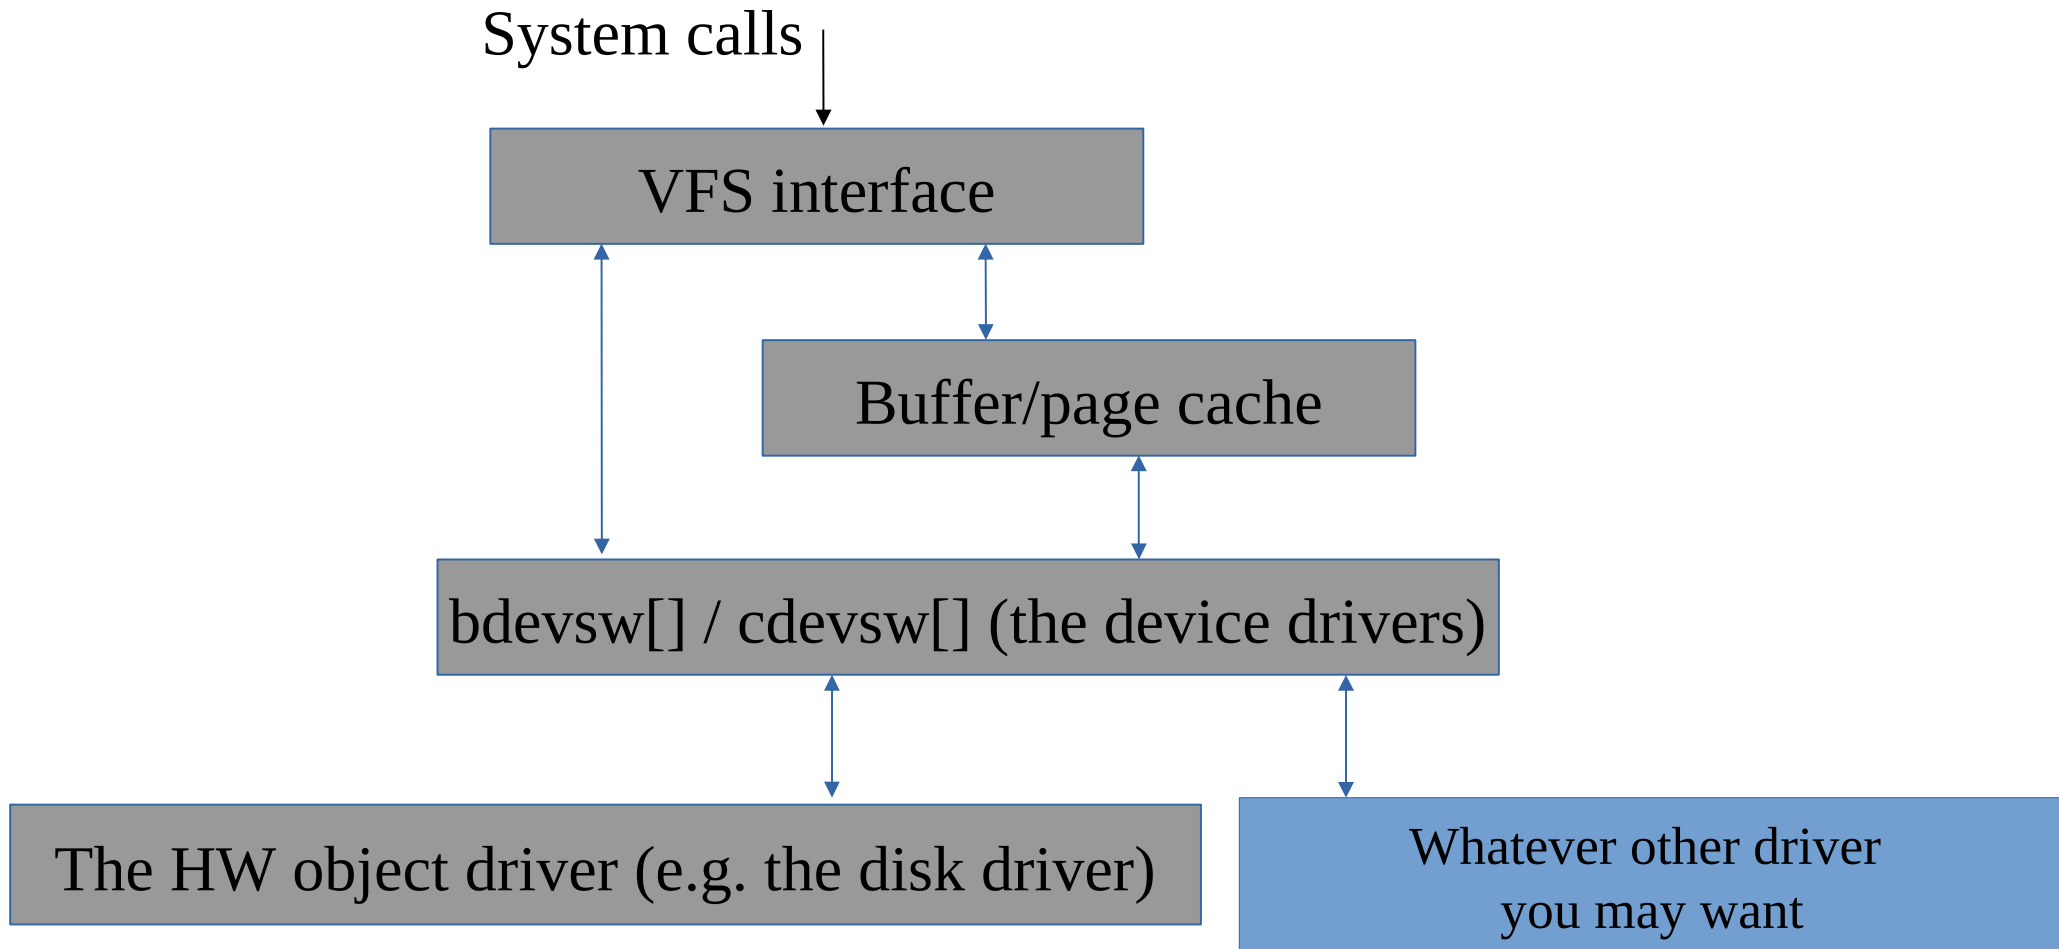 System calls
VFS interface
Buffer/page cache
bdevsw[] / cdevsw[] (the device drivers)
The HW object driver (e.g. the disk driver)
Whatever other driver
you may want